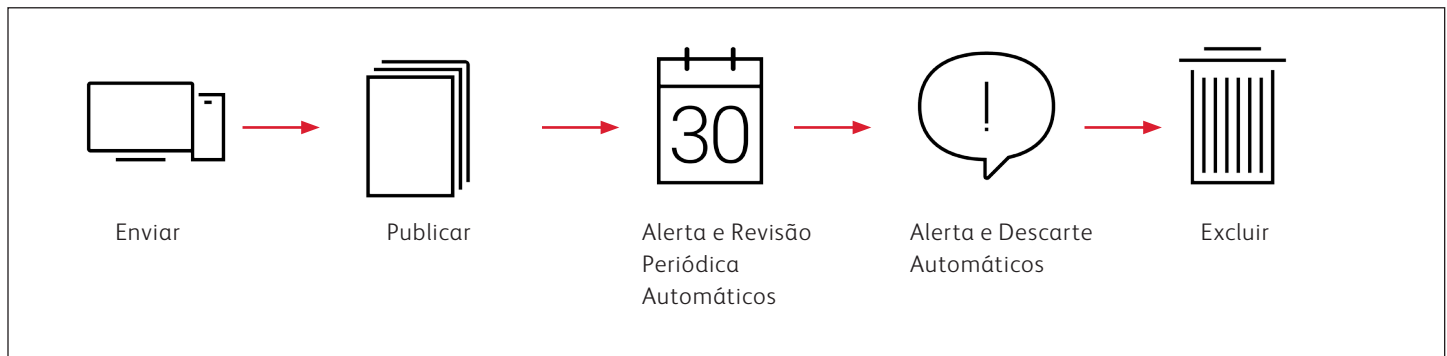 30
!
Enviar
Publicar
Alerta e Revisão
Periódica
Automáticos
Alerta e Descarte
Automáticos
Excluir